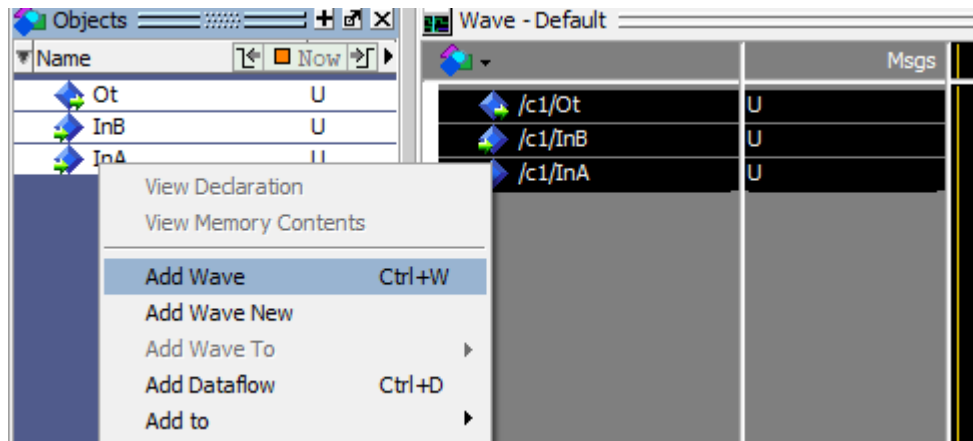 Objects
Wave - Default
Name Now
Msgs
Ot U
/c1/Ot U
InB U
/c1/InB U
InA U
/c1/InA U
View Declaration
View Memory Contents
Add Wave Ctrl+W
Add Wave New
Add Wave To
Add Dataflow Ctrl+D
Add to